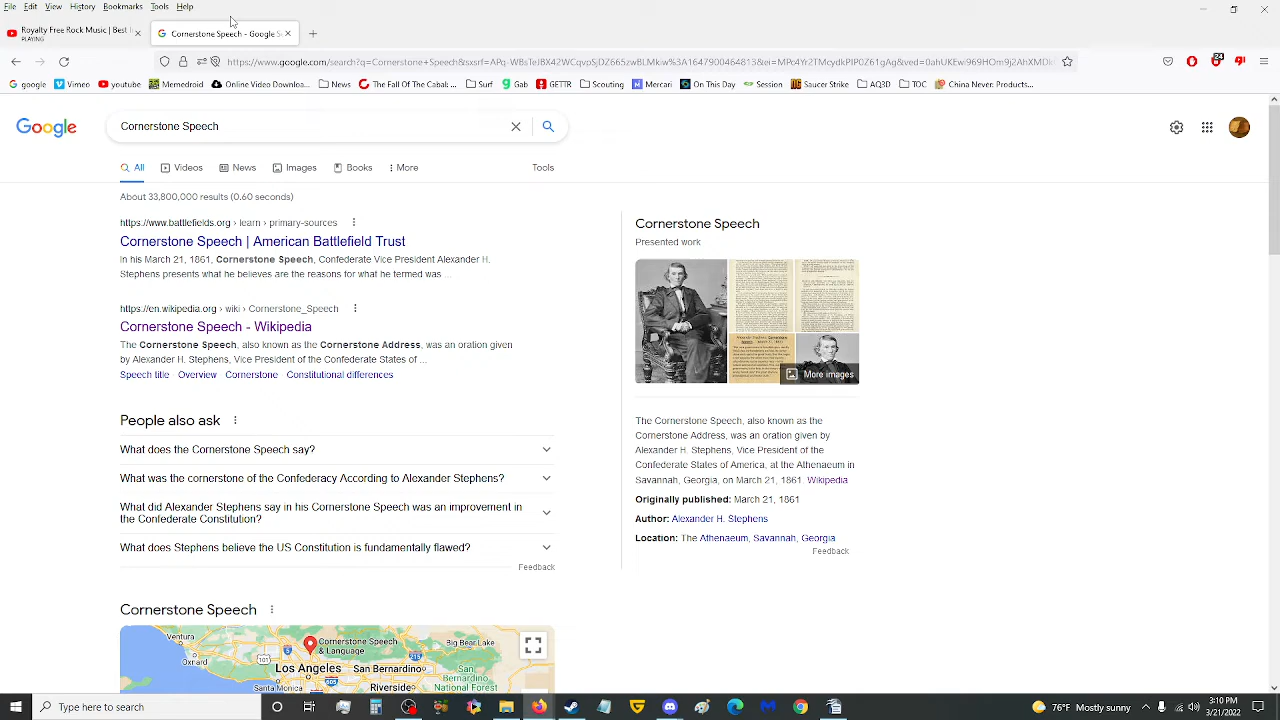 File Edit View History Bookmarks Tools Help
Royalty Free Rock Music | Best
PLAYING
Cornerstone Speech - Google
24
google Vimeo youtube Memedroid Online Video Downloa... News The Fall Of The Cabal Surf Gab GETTR Scouting Mercari On This Day Session Saucer Strike AQ3D TOC China Never: Produc...
Google
Cornerstone Speech
All Videos News Images Books More Tools
About 33,800,000 results (0.60 seconds)
https://www.battlefields.org › learn › primary-sources
Cornerstone Speech | American Battlefield Trust
In his March 21, 1861, Cornerstone Speech, Confederate Vice President Alexander H.
presents what he believes are the reasons for what he termed was ...
https://en.wikipedia.org › wiki › Cornerstone_Speech
Cornerstone Speech - Wikipedia
The Cornerstone Speech, also known as the Cornerstone Address, was an
by Alexander H. Stephens, Vice President of the Confederate States of ...
Speech title Overview Cornerstone Constitutional differences
People also ask
What does the Cornerstone Speech say?
What was the cornerstone of the Confederacy According to Alexander Stephens?
What did Alexander Stephens say in his Cornerstone Speech was an improvement in
the Confederate Constitution?
What does Stephens believe the US Constitution is fundamentally flawed?
Feedback
Cornerstone Speech
Ventura
Oxnard
101
Cornerstone Speech
& Language
Los Angeles
Santa Monica
605
San Bernardino
Riverside
215
Big Bear Lake
San
Bernardino
National Forest
Cornerstone Speech
Presented work
More images
The Cornerstone Speech, also known as the
Cornerstone Address, was an oration given by
Alexander H. Stephens, Vice President of the
Confederate States of America, at the Athenaeum in
Savannah, Georgia, on March 21, 1861. Wikipedia
Originally published: March 21, 1861
Author: Alexander H. Stephens
Location: The Athenaeum, Savannah, Georgia
Feedback
Type here to search
76°F Mostly sunny
3:10 PM
3/21/2022